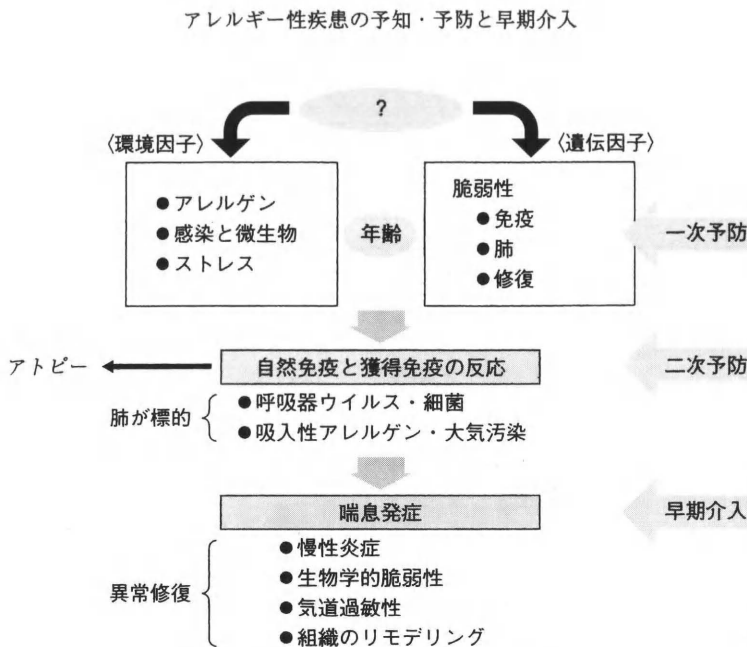 アレルギー性疾患の予知・予防と早期介入
?
〈環境因子〉
〈遺伝因子〉
●アレルゲン
●感染と微生物
●ストレス
年齢
脆弱性
●免疫
●肺
●修復
一次予防
アトピー
自然免疫と獲得免疫の反応
二次予防
肺が標的
●呼吸器ウイルス・細菌
●吸入性アレルゲン・大気汚染
喘息発症
早期介入
異常修復
●慢性炎症
●生物学的脆弱性
●気道過敏性
●組織のリモデリング